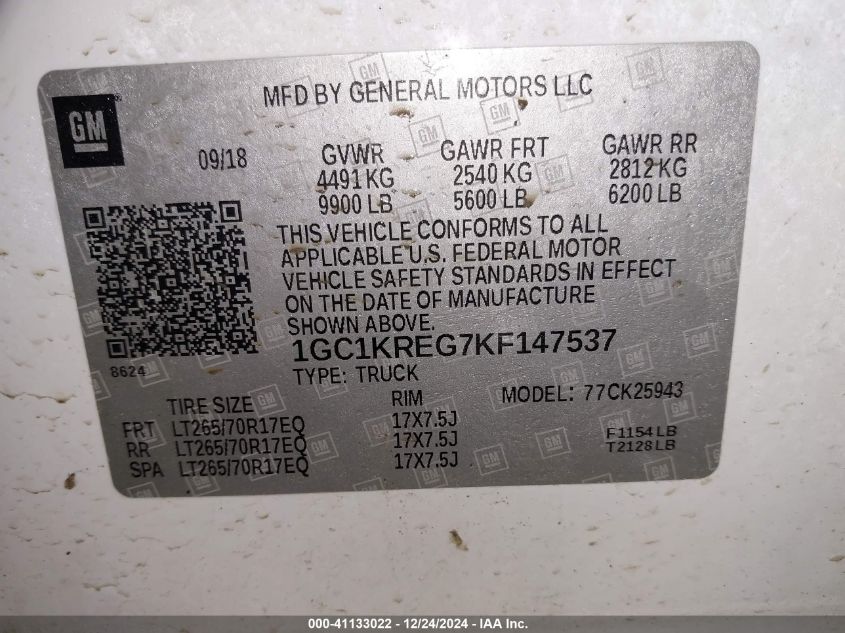 GM
MFD BY GENERAL MOTORS LLC
09/18 GVWR GAWR FRT GAWR RR
4491 KG 2540 KG 2812 KG
9900 LB 5600 LB 6200 LB
THIS VEHICLE CONFORMS TO ALL
APPLICABLE U.S. FEDERAL MOTOR
VEHICLE SAFETY STANDARDS IN EFFECT
ON THE DATE OF MANUFACTURE
SHOWN ABOVE.
8624
1GC1KREG7KF147537
TYPE: TRUCK
MODEL: 77CK25943
TIRE SIZE RIM
FRT LT265/70R17EQ 17X7.5J
RR LT265/70R17EQ 17X7.5J
SPA LT265/70R17EQ 17X7.5J
F1154 LB
T2128 LB
000-41133022 - 12/24/2024 - IAA Inc.